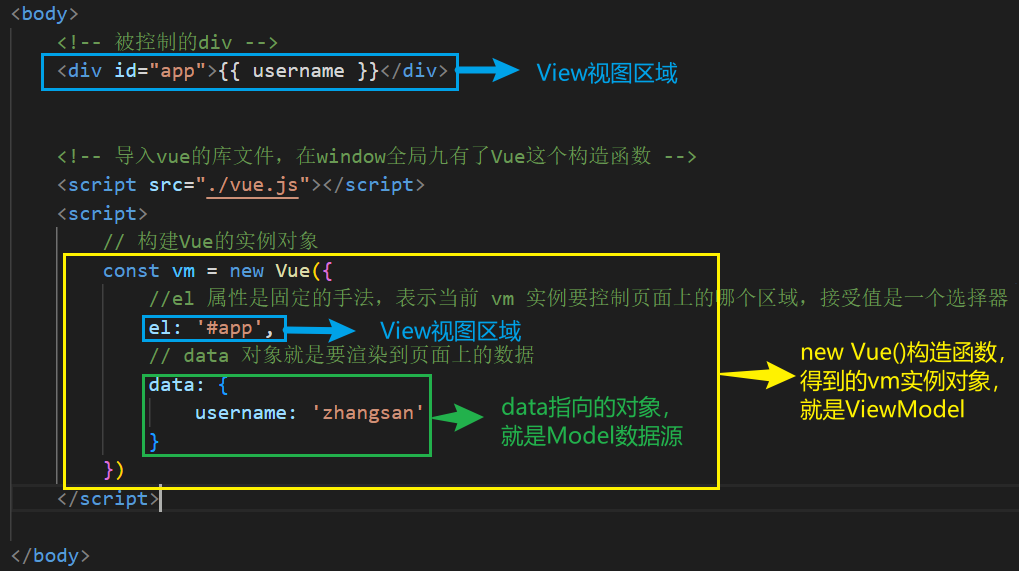 <body>
<!-- 被控制的div -->
<div id="app">{{ username }}</div>
View视图区域
<!-- 导入vue的库文件，在window全局九有了Vue这个构造函数 -->
<script src="./vue.js"></script>
<script>
// 构建Vue的实例对象
const vm = new Vue({
//el 属性是固定的手法，表示当前 vm 实例要控制页面上的哪个区域，接受值是一个选择器
el: '#app',
View视图区域
// data 对象就是要渲染到页面上的数据
data: {
username: 'zhangsan'
}
data指向的对象，
就是Model数据源
new Vue()构造函数，
得到的vm实例对象，
就是ViewModel
})
</script>
</body>